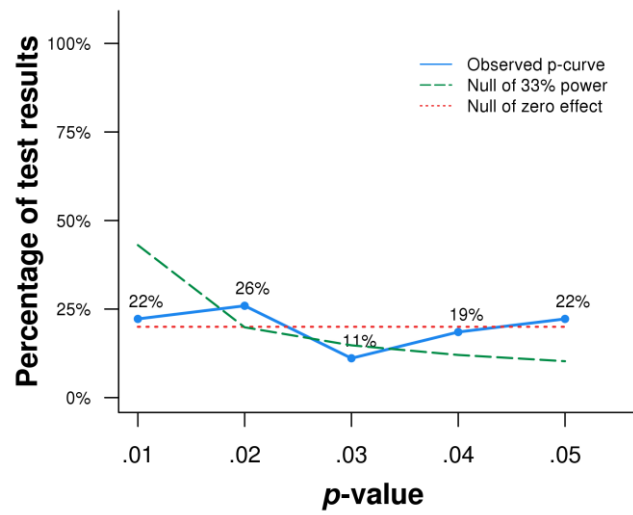 Percentage of test results
100%
75%
50%
25%
0%
Observed p-curve
Null of 33% power
Null of zero effect
22%
26%
11%
19%
22%
.01 .02 .03 .04 .05
p-value